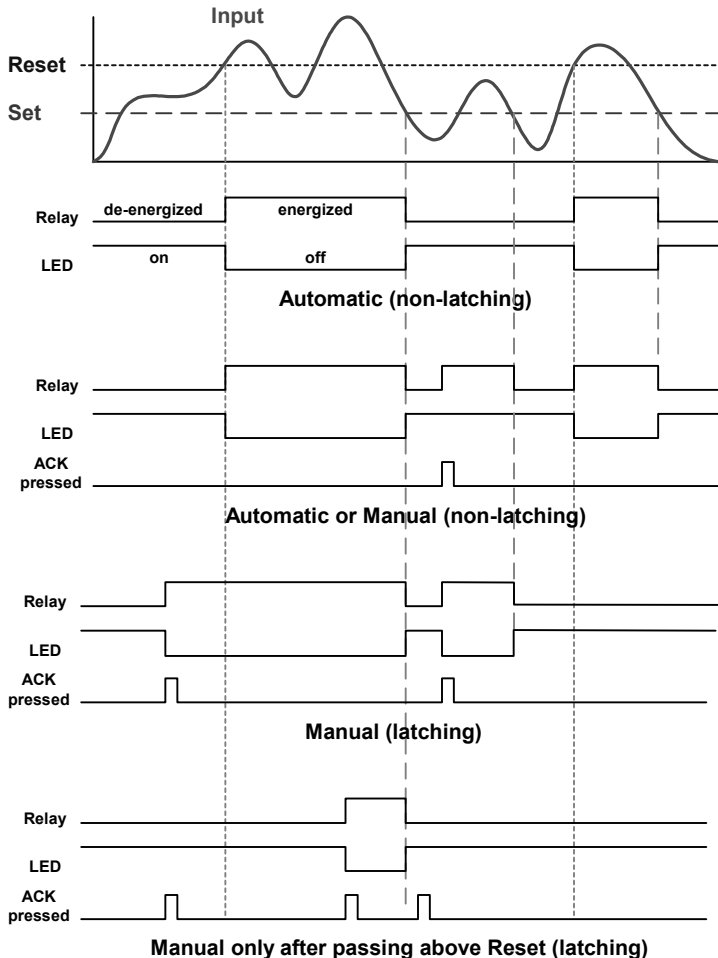 Input
Reset
Set
de-energized energized
Relay
LED on off
Automatic (non-latching)
Relay
LED
ACK
pressed
Automatic or Manual (non-latching)
Relay
LED
ACK
pressed
Manual (latching)
Relay
LED
ACK
pressed
Manual only after passing above Reset (latching)